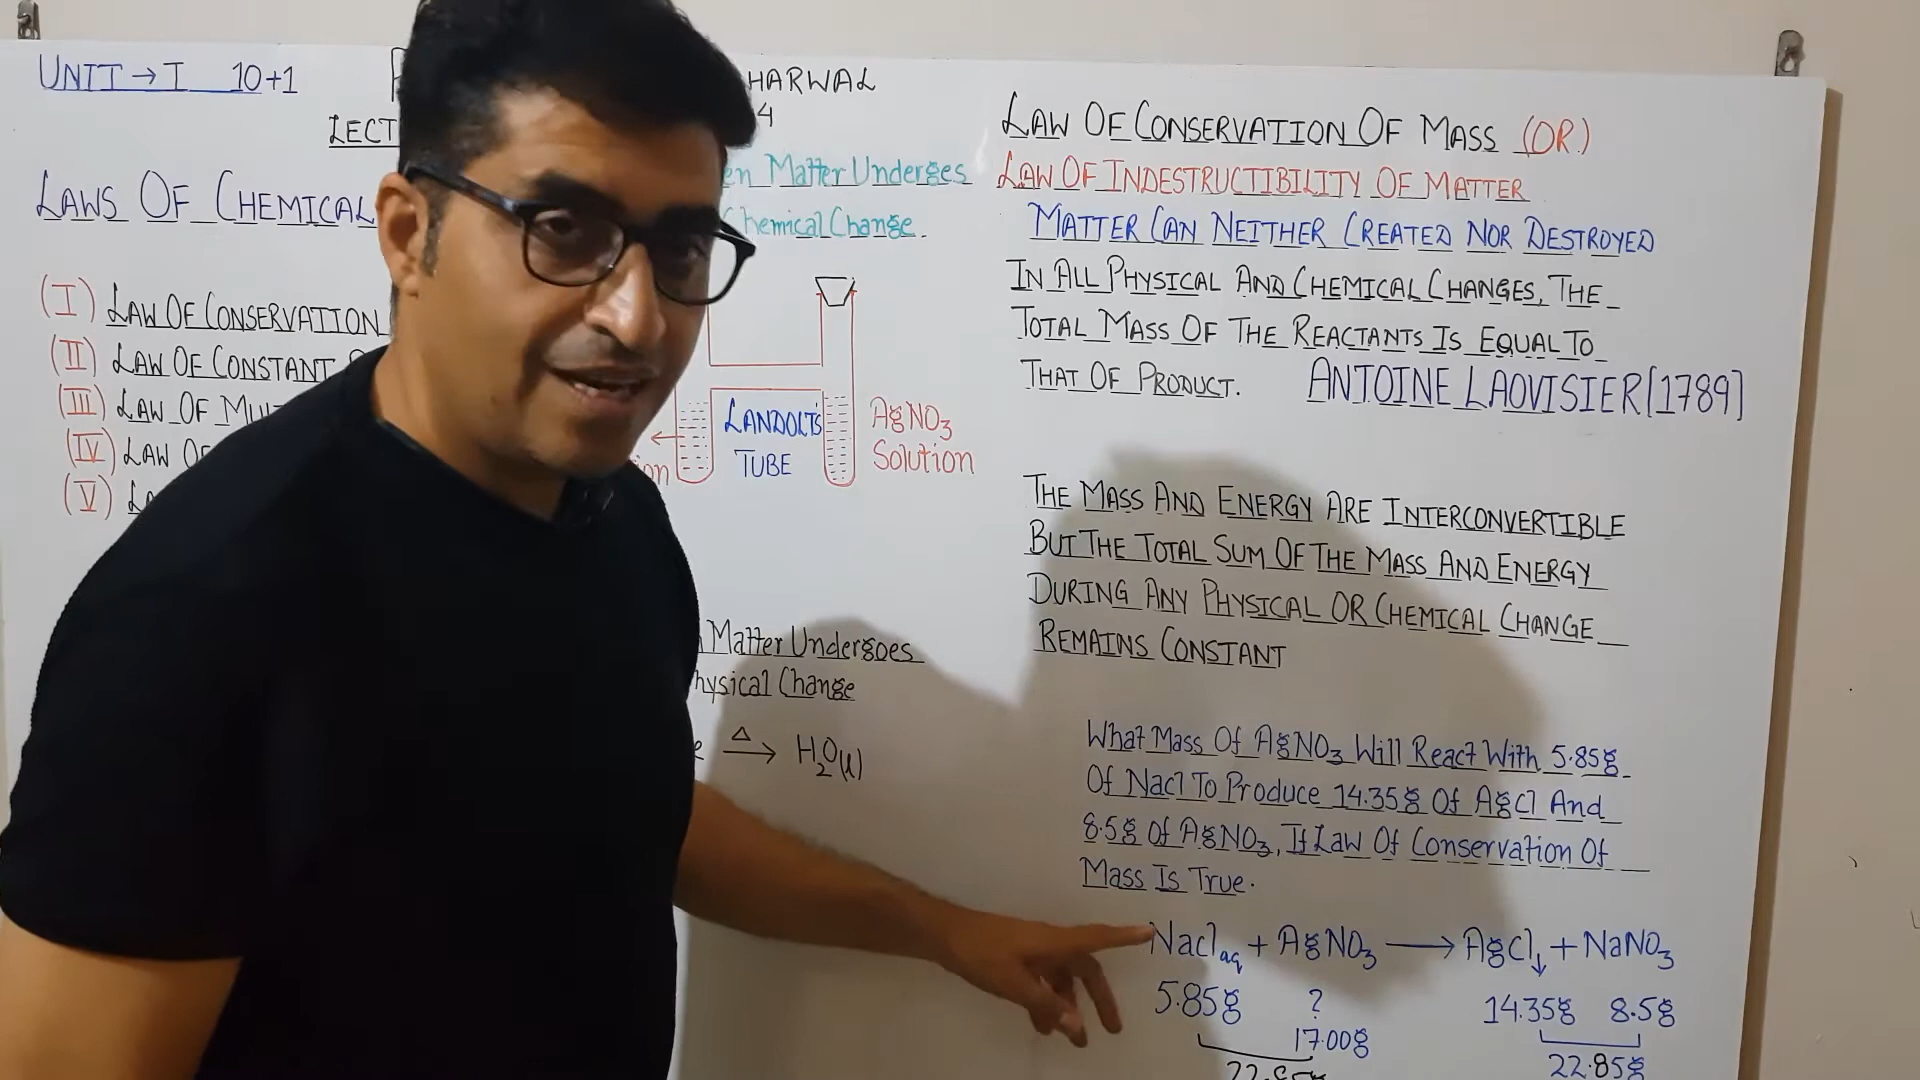 UNIT → I 10+1
HARWAL
LECT
4
LAWS OF CHEMICAL
(I) LAW OF CONSERVATION
(II) LAW OF CONSTANT
(III) LAW OF MUL
(IV) LAW OF
(V)
en Matter Undergoes
Chemical Change.
LANDOLT'S
TUBE
AgNO3
Solution
Matter Undergoes
hysical Change
Δ
→ H2O(l)
LAW OF CONSERVATION OF MASS (OR)
LAW OF INDESTRUCTIBILITY OF MATTER
MATTER CAN NEITHER CREATED NOR DESTROYED
IN ALL PHYSICAL AND CHEMICAL CHANGES, THE
TOTAL MASS OF THE REACTANTS IS EQUAL TO
THAT OF PRODUCT. ANTOINE LAOVISIER [1789]
THE MASS AND ENERGY ARE INTERCONVERTIBLE
BUT THE TOTAL SUM OF THE MASS AND ENERGY
DURING ANY PHYSICAL OR CHEMICAL CHANGE
REMAINS CONSTANT
What Mass Of AgNO3 Will React With 5.85g
Of Nacl To Produce 14.35g Of AgCl And
8.5g Of AgNO3, If Law Of Conservation Of
Mass Is True.
Naclaq + AgNO3 → AgCl↓ + NaNO3
5.85g ? 14.35g 8.5g
17.00g
22.85g